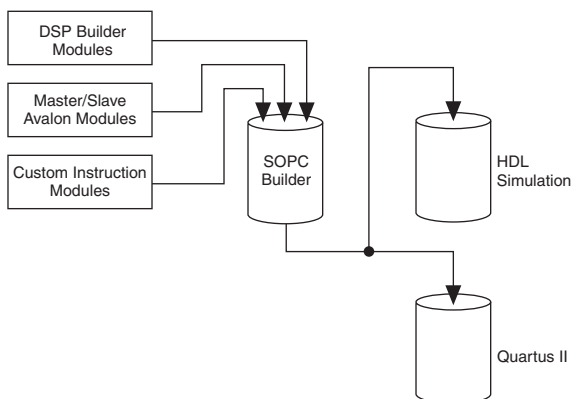 DSP Builder
Modules
Master/Slave
Avalon Modules
Custom Instruction
Modules
SOPC
Builder
HDL
Simulation
Quartus II